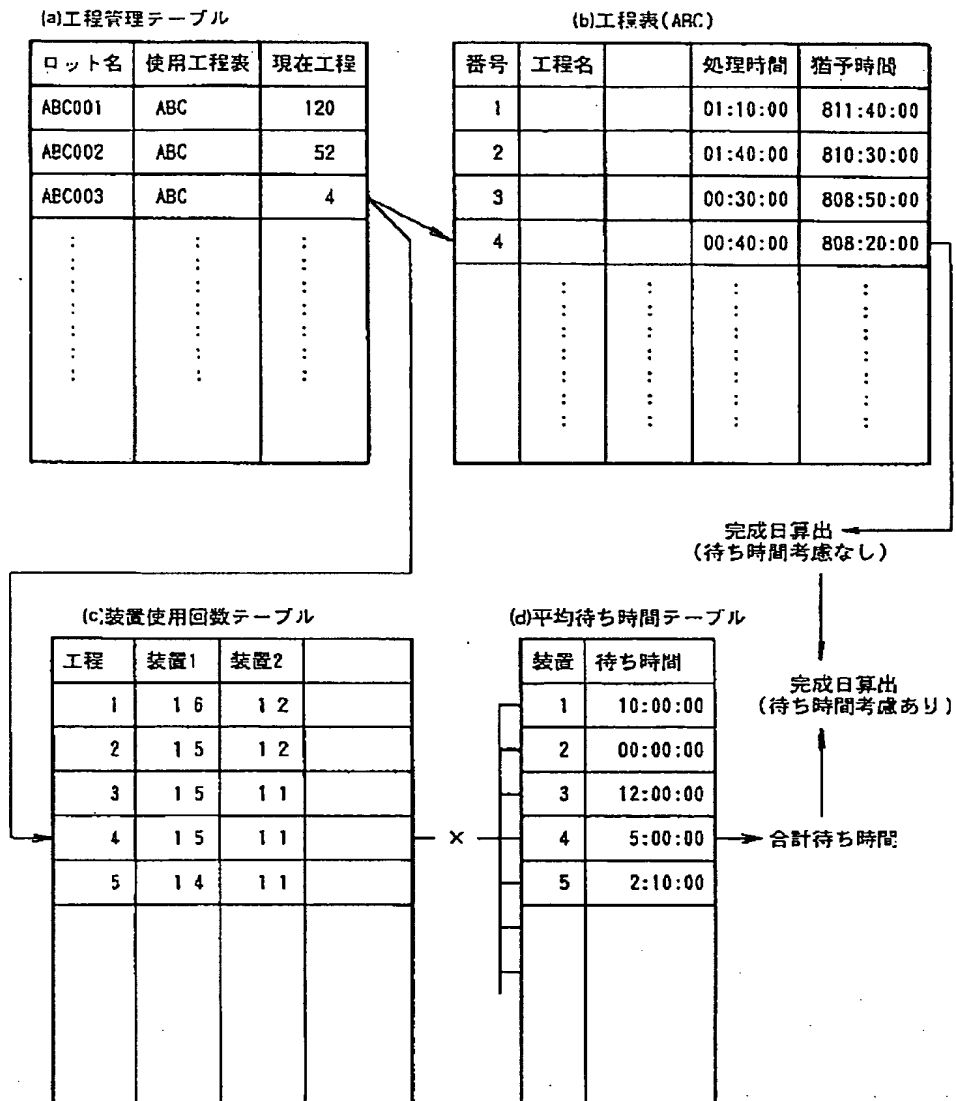 (a)工程管理テーブル
ロット名 使用工程表 現在工程
ABC001 ABC 120
ABC002 ABC 52
ABC003 ABC 4
(b)工程表(ABC)
番号 工程名 処理時間 猶予時間
1 01:10:00 811:40:00
2 01:40:00 810:30:00
3 00:30:00 808:50:00
4 00:40:00 808:20:00
完成日算出
(待ち時間考慮なし)
(c)装置使用回数テーブル
工程 装置1 装置2
1 16 12
2 15 12
3 15 11
4 15 11
5 14 11
×
(d)平均待ち時間テーブル
装置 待ち時間
1 10:00:00
2 00:00:00
3 12:00:00
4 5:00:00
5 2:10:00
完成日算出
(待ち時間考慮あり)
合計待ち時間